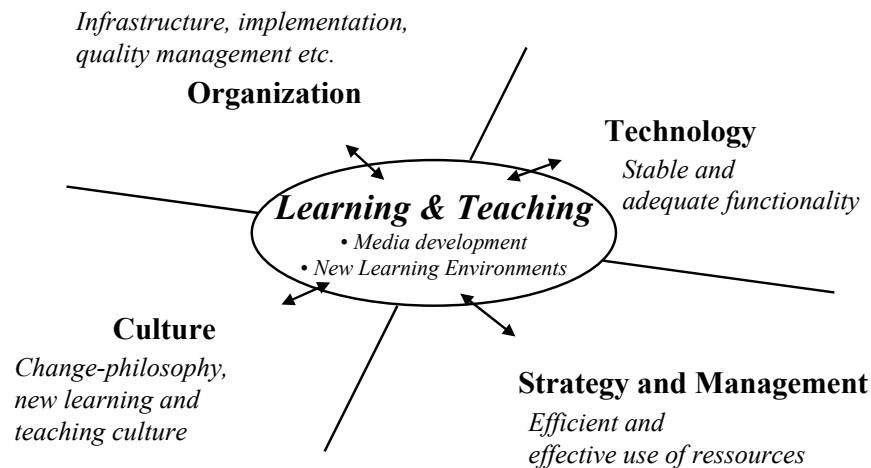 Infrastructure, implementation,
quality management etc.
Organization
Technology
Stable and
adequate functionality
Learning & Teaching
• Media development
• New Learning Environments
Culture
Change-philosophy,
new learning and
teaching culture
Strategy and Management
Efficient and
effective use of ressources